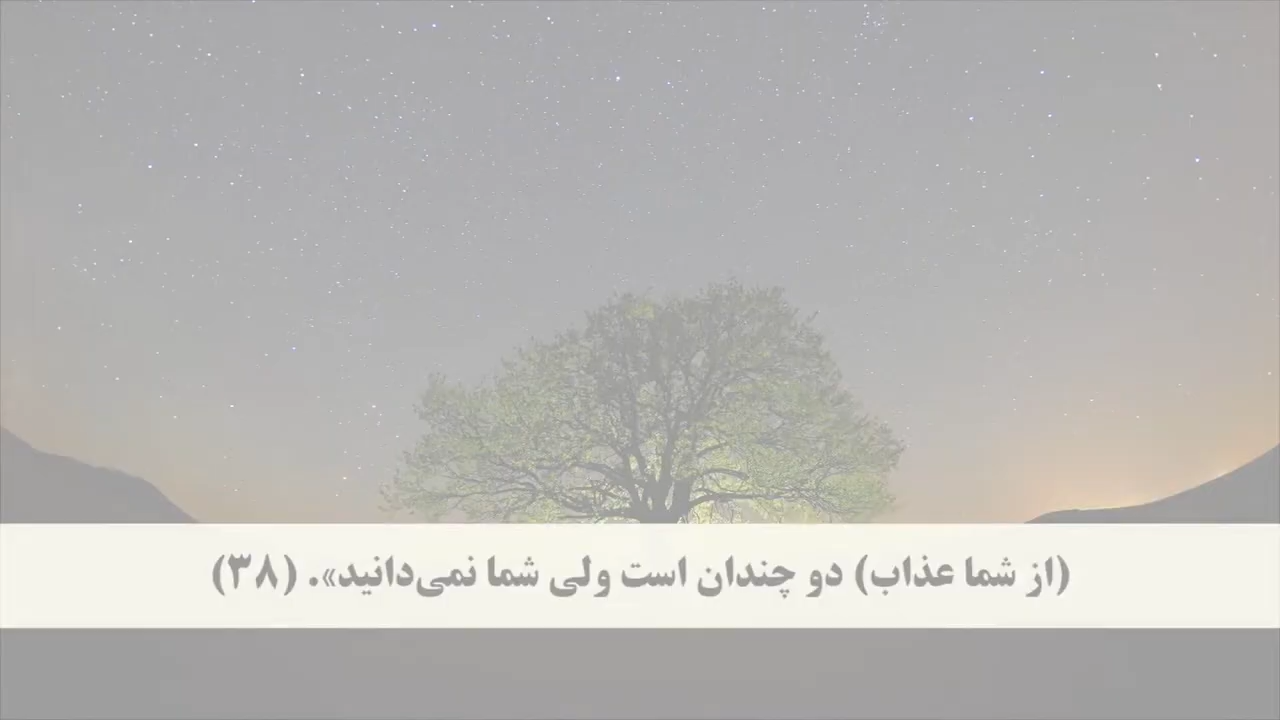 (از شما عذاب) دو چندان است ولی شما نمی‌دانید». (۳۸)